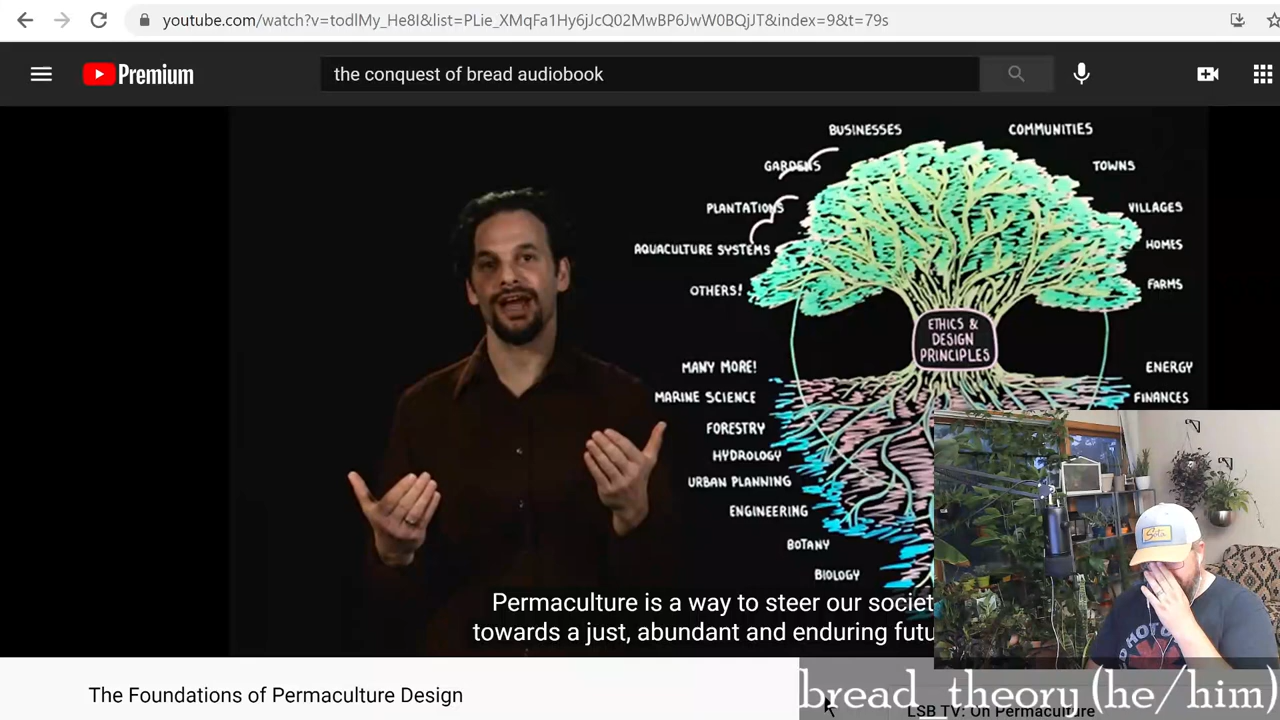 youtube.com/watch?v=todlMy_He8I&list=PLie_XMqFa1Hy6jJcQ02MwBP6JwW0BQjJT&index=9&t=79s
Premium
the conquest of bread audiobook
BUSINESSES
COMMUNITIES
GARDENS
TOWNS
PLANTATIONS
VILLAGES
AQUACULTURE SYSTEMS
HOMES
OTHERS!
FARMS
ETHICS &
DESIGN
PRINCIPLES
MANY MORE!
ENERGY
MARINE SCIENCE
FINANCES
FORESTRY
HYDROLOGY
URBAN PLANNING
ENGINEERING
BOTANY
BIOLOGY
Permaculture is a way to steer our societ
towards a just, abundant and enduring futu
The Foundations of Permaculture Design
bread_theory (he/him)
LSB TV: On Permaculture